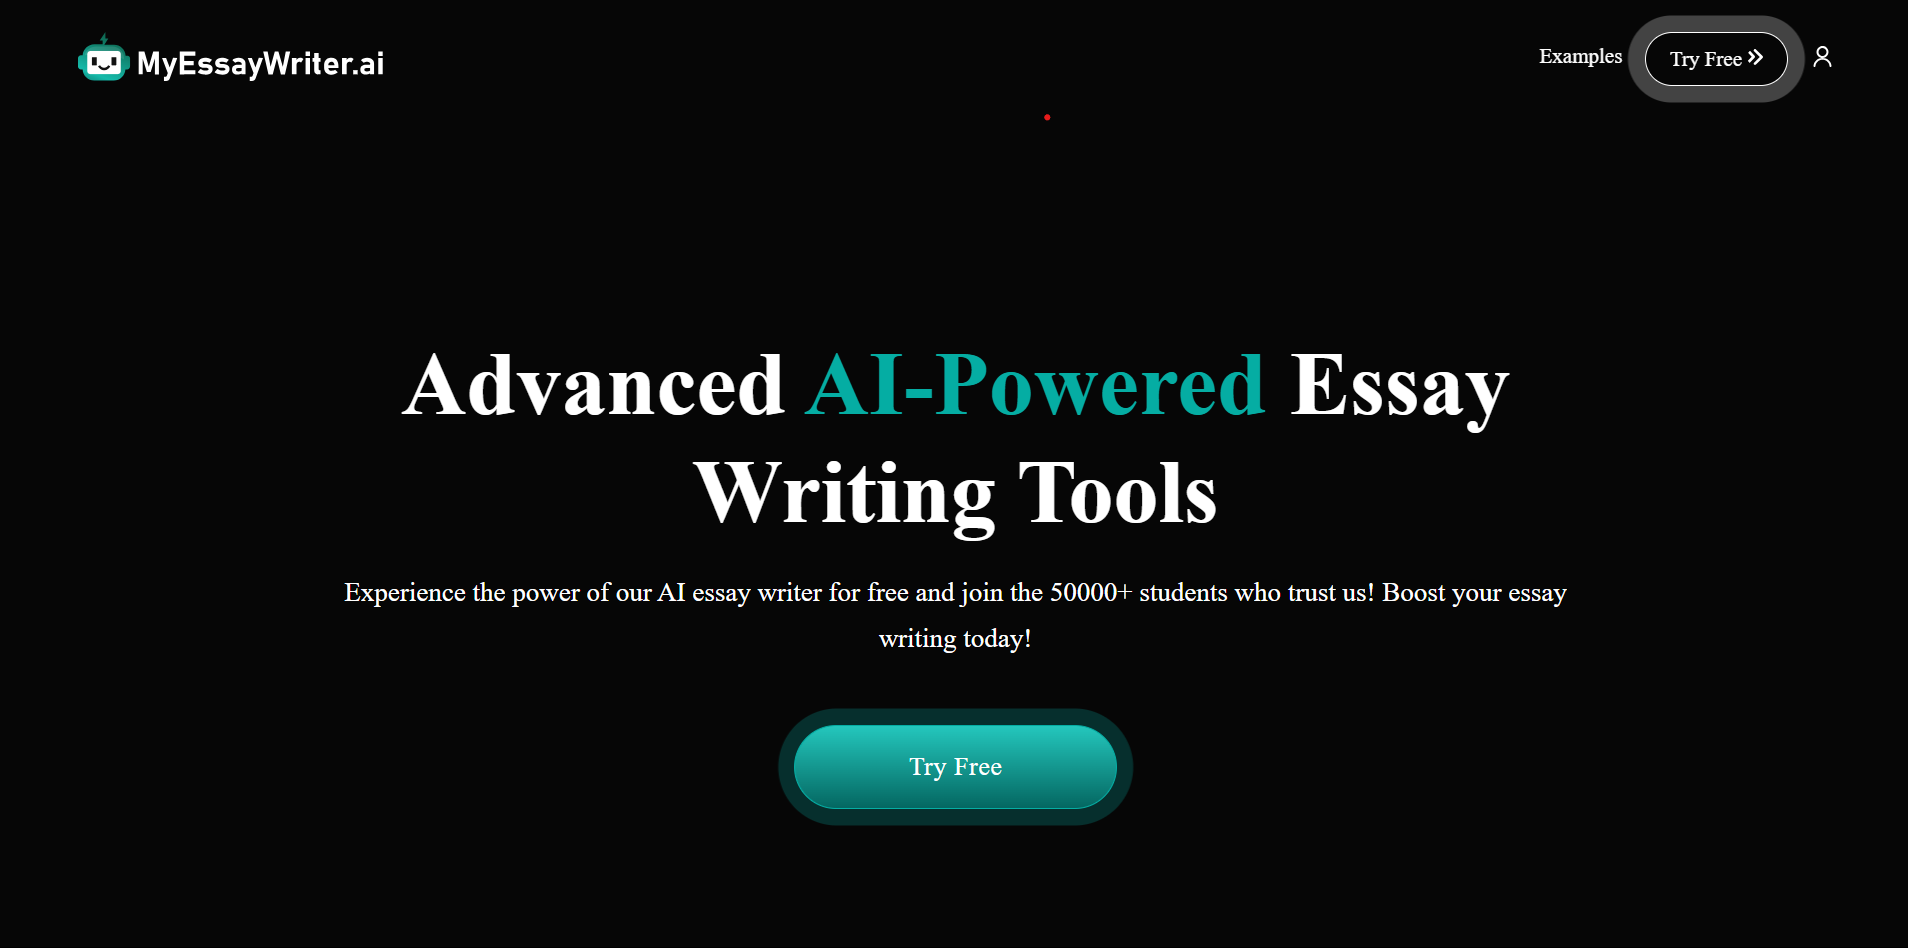 MyEssayWriter.ai
Examples
Try Free
Advanced AI-Powered Essay
Writing Tools
Experience the power of our AI essay writer for free and join the 50000+ students who trust us! Boost your essay
writing today!
Try Free